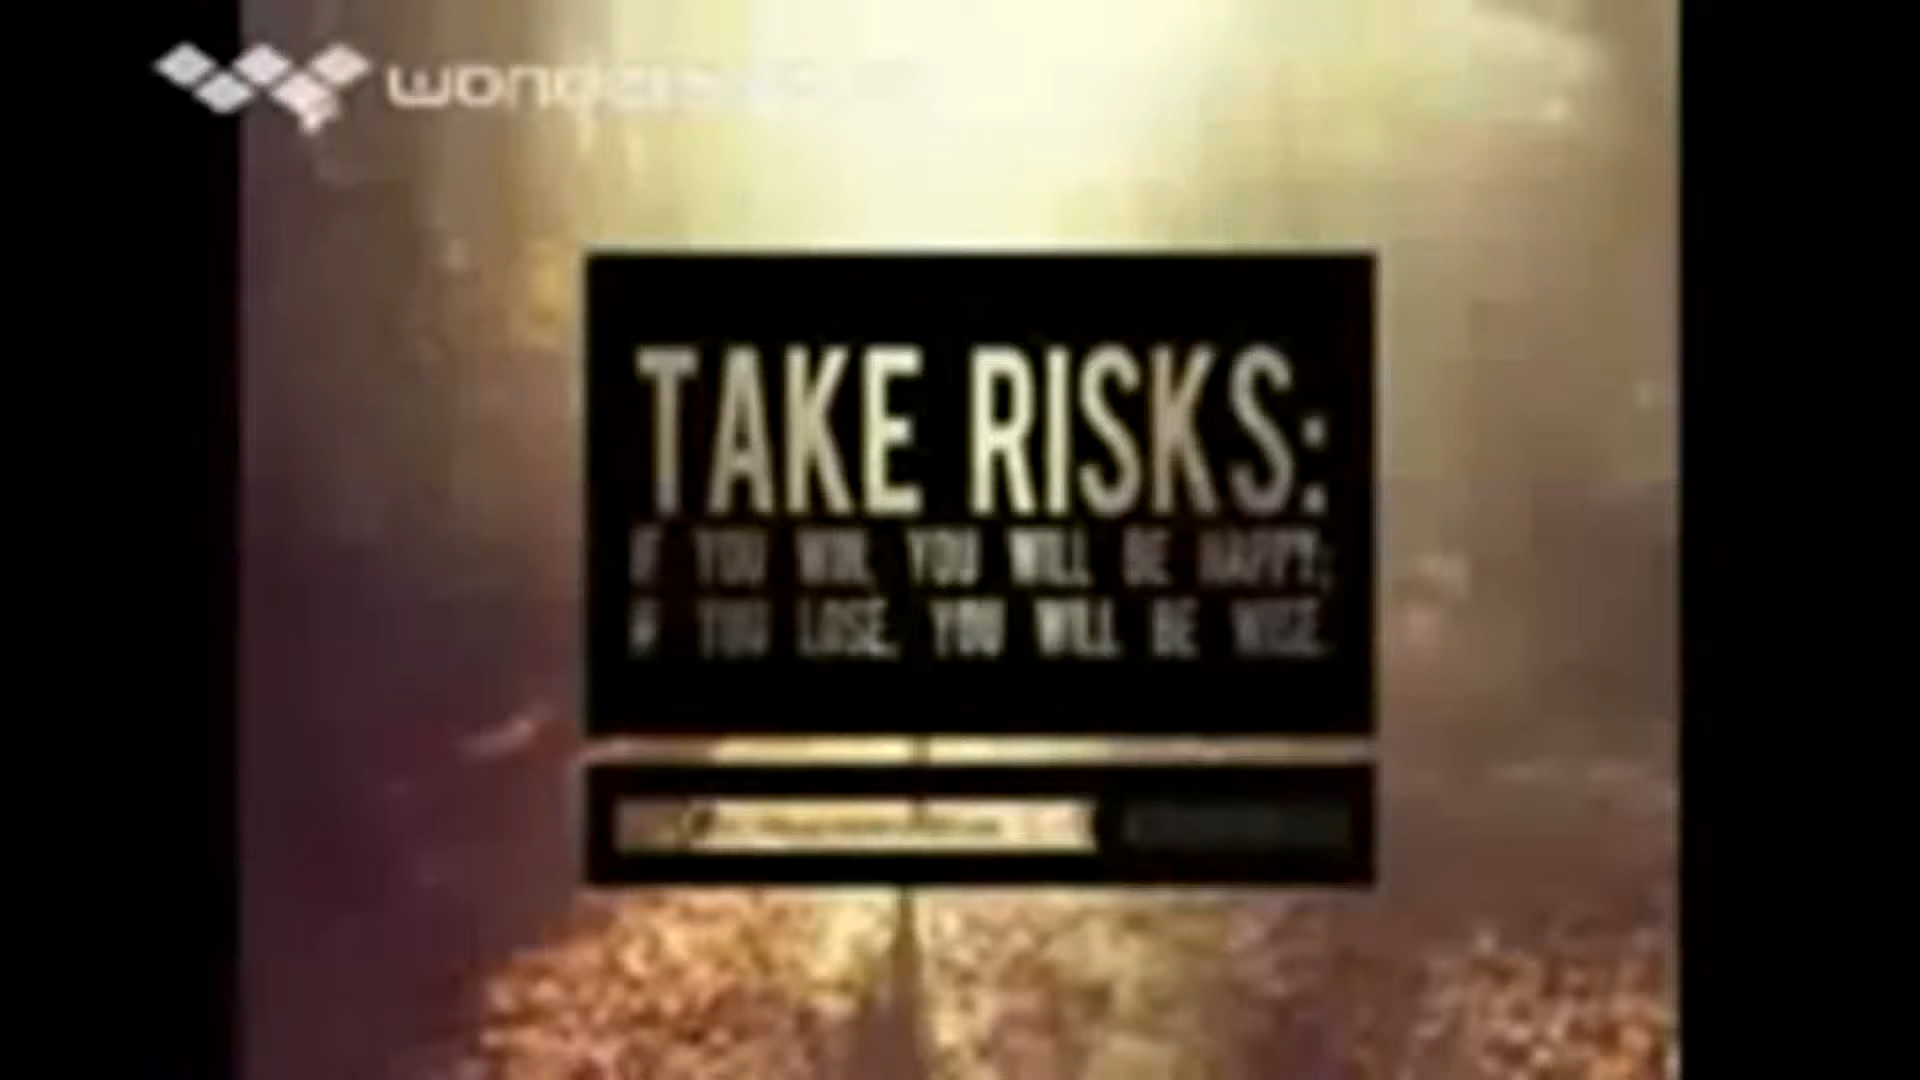 TAKE RISKS:
IF YOU WIN, YOU WILL BE HAPPY;
IF YOU LOSE, YOU WILL BE WISE.